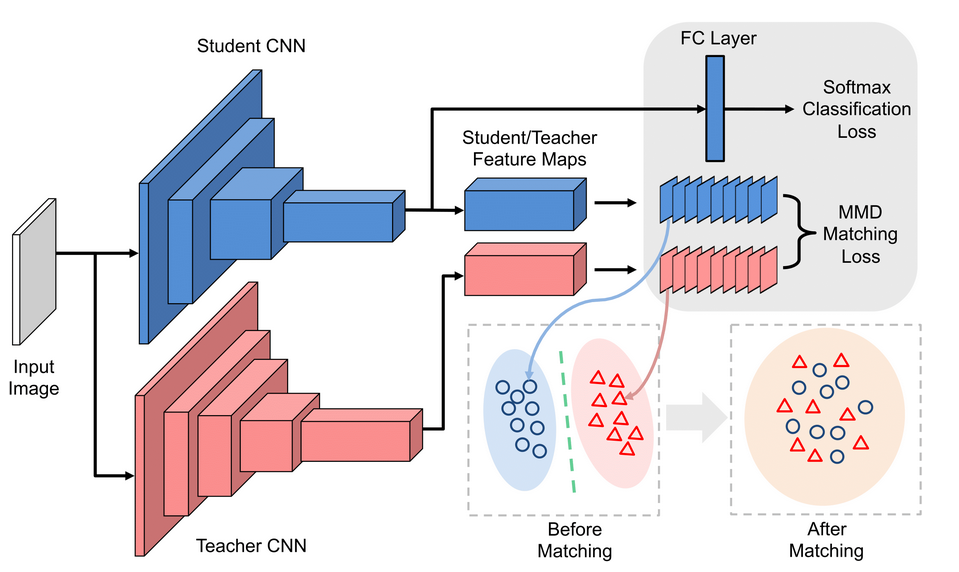 Student CNN
FC Layer
Softmax
Classification
Loss
Student/Teacher
Feature Maps
MMD
Matching
Loss
Input
Image
Teacher CNN
Before
Matching
After
Matching